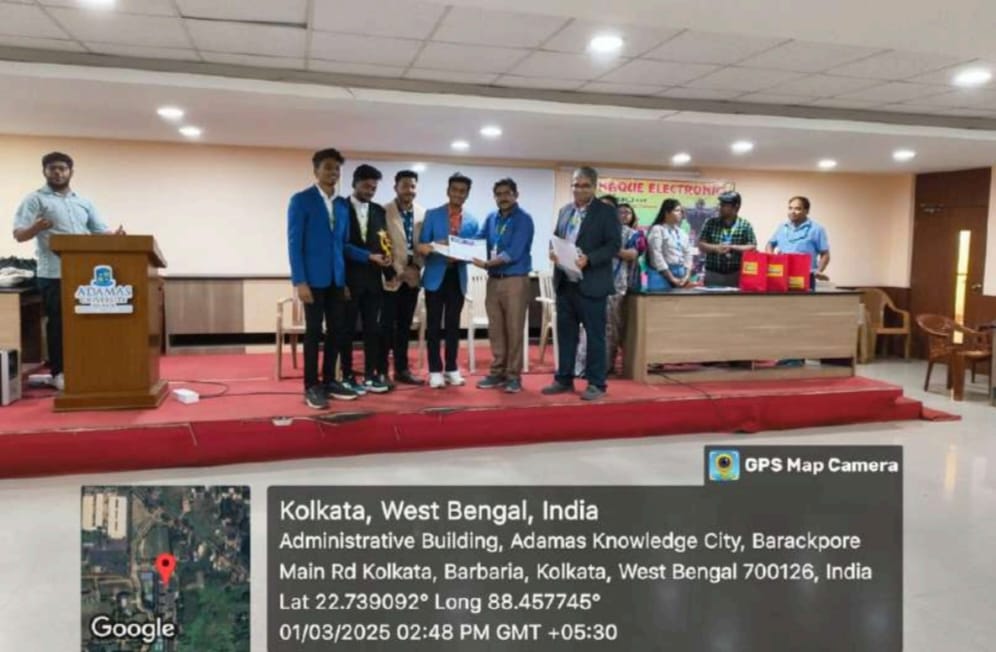 ADAMAS
UNIVERSITY
GPS Map Camera
Kolkata, West Bengal, India
Administrative Building, Adamas Knowledge City, Barackpore
Main Rd Kolkata, Barbaria, Kolkata, West Bengal 700126, India
Lat 22.739092° Long 88.457745°
01/03/2025 02:48 PM GMT +05:30
Google